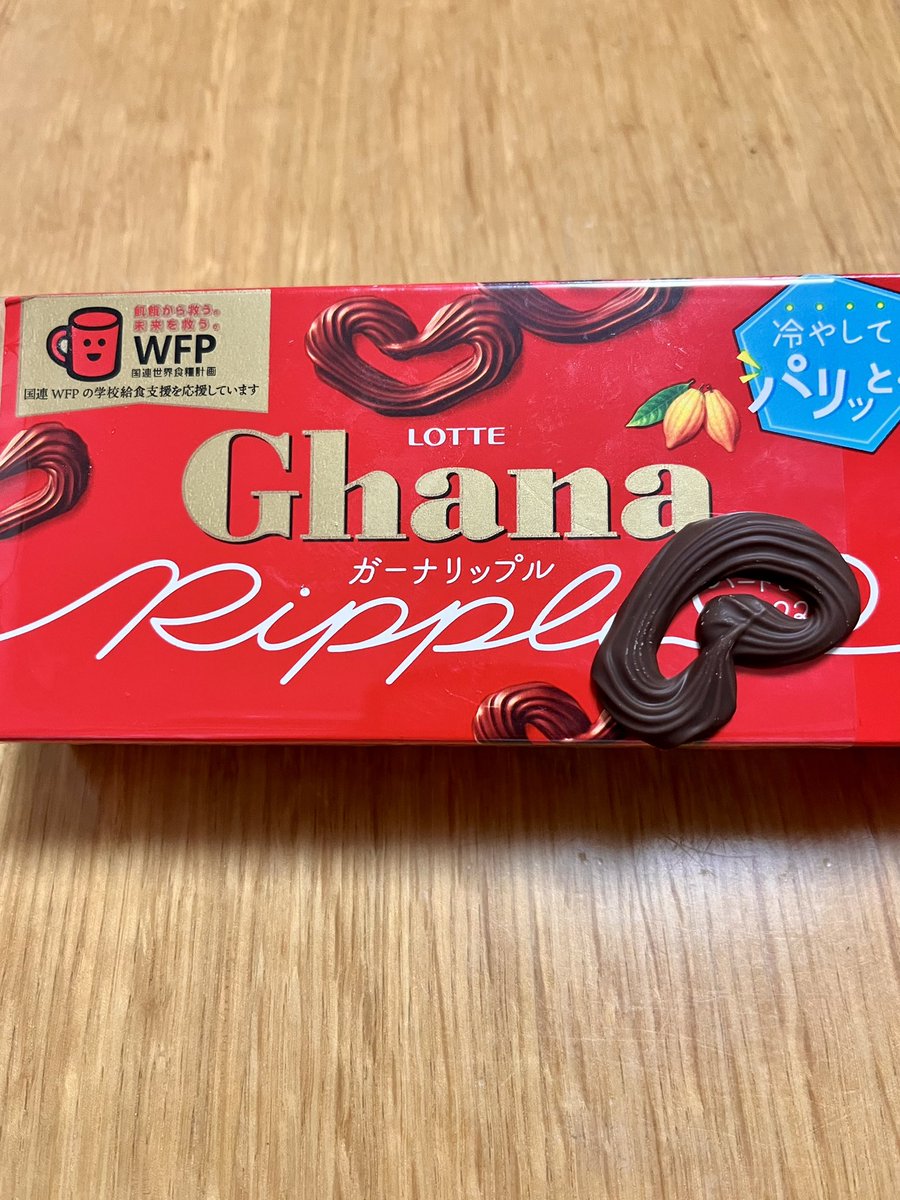 飢餓から救う。
未来を救う。
WFP
国連世界食糧計画
国連WFPの学校給食支援を応援しています
冷やして
パリッと
LOTTE
Ghana
ガーナリップル
Ripple